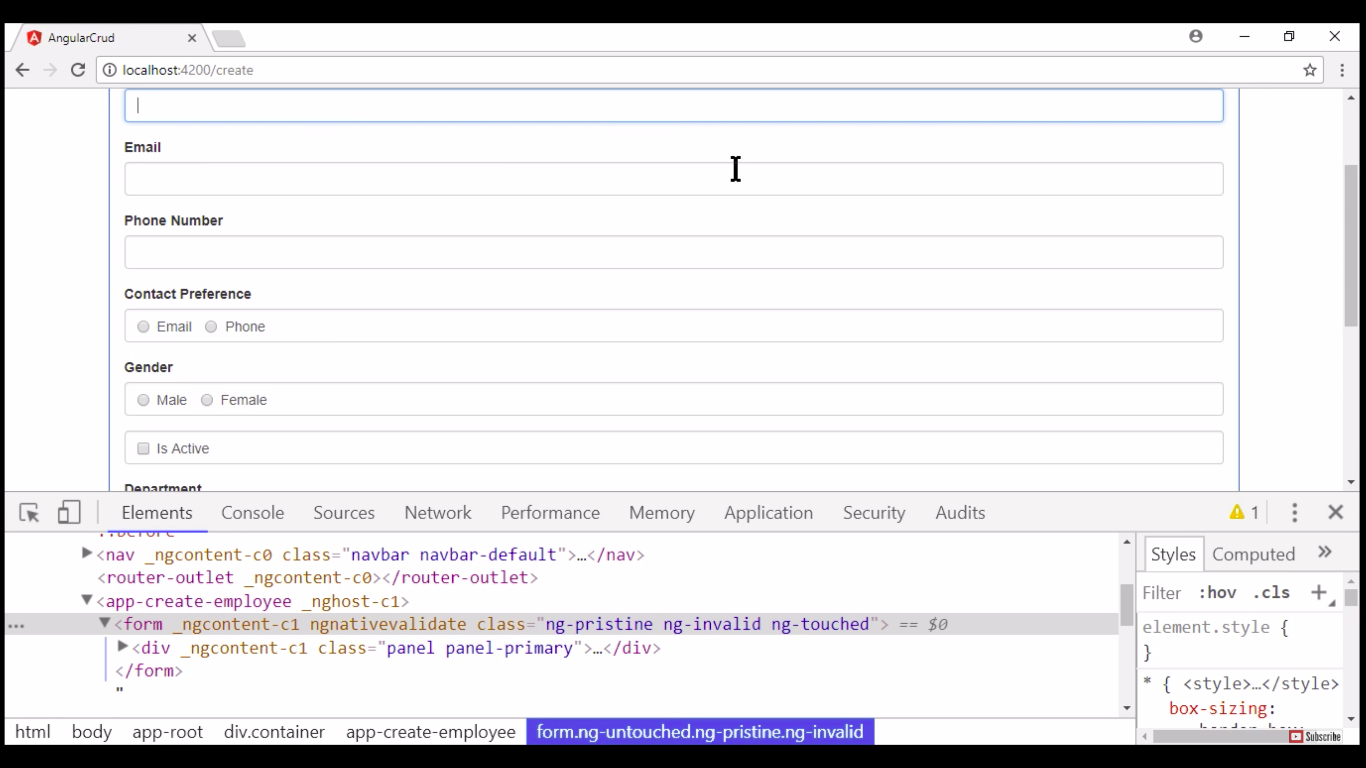 AngularCrud
localhost:4200/create
Email
Phone Number
Contact Preference
Email Phone
Gender
Male Female
Is Active
Department
Elements Console Sources Network Performance Memory Application Security Audits 1
::before
<nav _ngcontent-c0 class="navbar navbar-default">…</nav>
<router-outlet _ngcontent-c0></router-outlet>
<app-create-employee _nghost-c1>
<form _ngcontent-c1 ngnativevalidate class="ng-pristine ng-invalid ng-touched"> == $0
<div _ngcontent-c1 class="panel panel-primary">…</div>
</form>
"
html body app-root div.container app-create-employee form.ng-untouched.ng-pristine.ng-invalid
Styles Computed »
Filter :hov .cls +
element.style {
}
* { <style>…</style>
box-sizing:
border-box
Subscribe